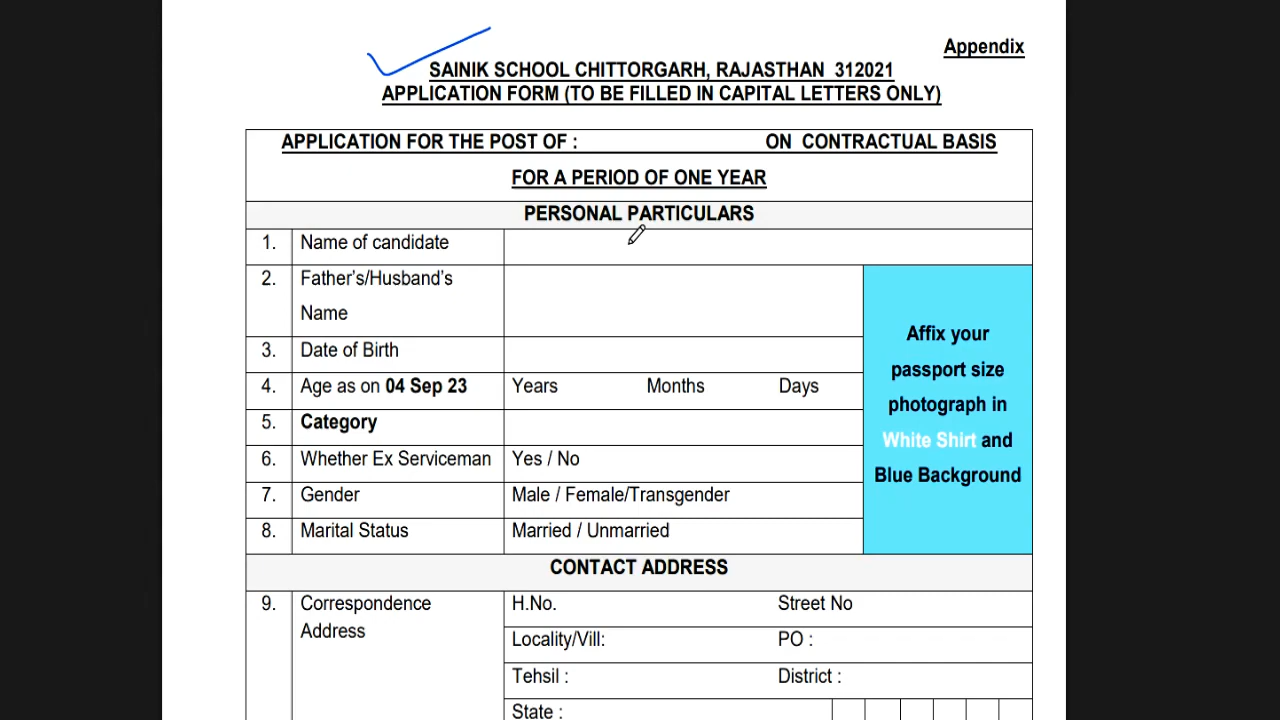 Appendix
SAINIK SCHOOL CHITTORGARH, RAJASTHAN 312021
APPLICATION FORM (TO BE FILLED IN CAPITAL LETTERS ONLY)
APPLICATION FOR THE POST OF : ON CONTRACTUAL BASIS
FOR A PERIOD OF ONE YEAR
PERSONAL PARTICULARS
1. Name of candidate
2. Father's/Husband's
Name
3. Date of Birth
4. Age as on 04 Sep 23 Years Months Days
5. Category
6. Whether Ex Serviceman Yes / No
7. Gender Male / Female/Transgender
8. Marital Status Married / Unmarried
Affix your
passport size
photograph in
White Shirt and
Blue Background
CONTACT ADDRESS
9. Correspondence H.No. Street No
Address
Locality/Vill: PO :
Tehsil : District :
State :